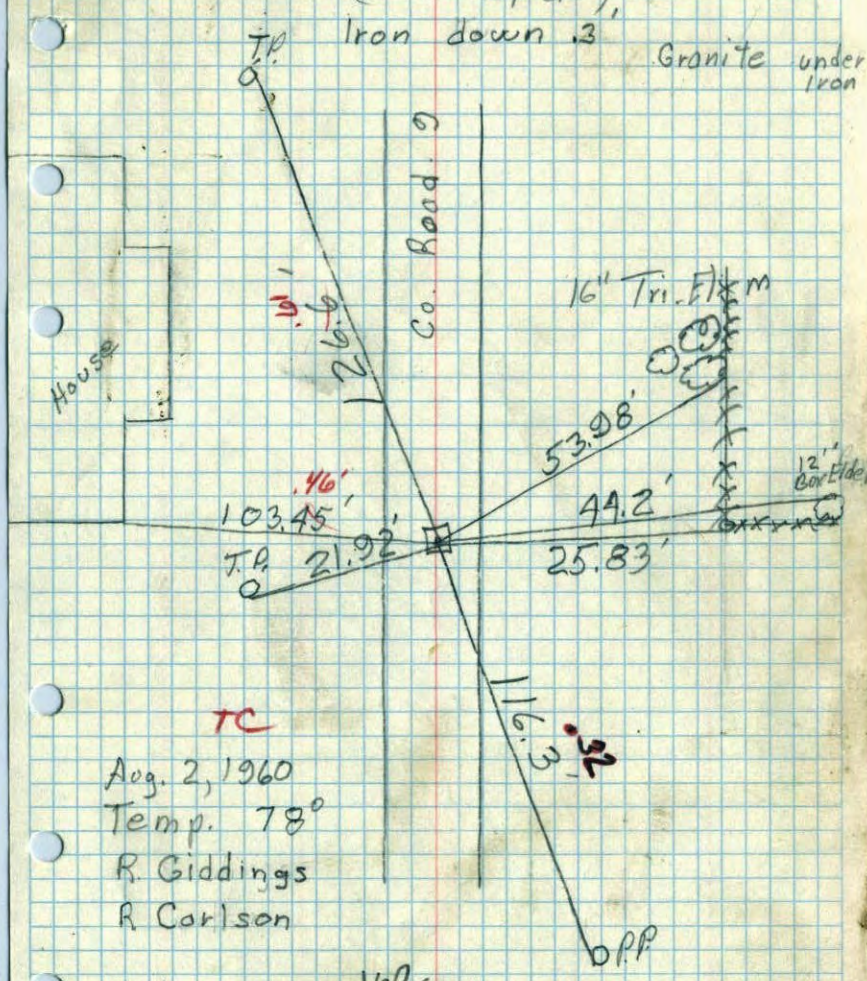 Iron down .3'
T.P.
Granite under
Iron
Co. Road 9
16" Tri. Elm
126.6'
House
53.98'
12"
Box Elder
.46'
103.45'
44.2'
T.P.
21.92'
25.83'
TC
116.3'
.32
Aug. 2, 1960
Temp. 78°
R. Giddings
R Carlson
P.P.